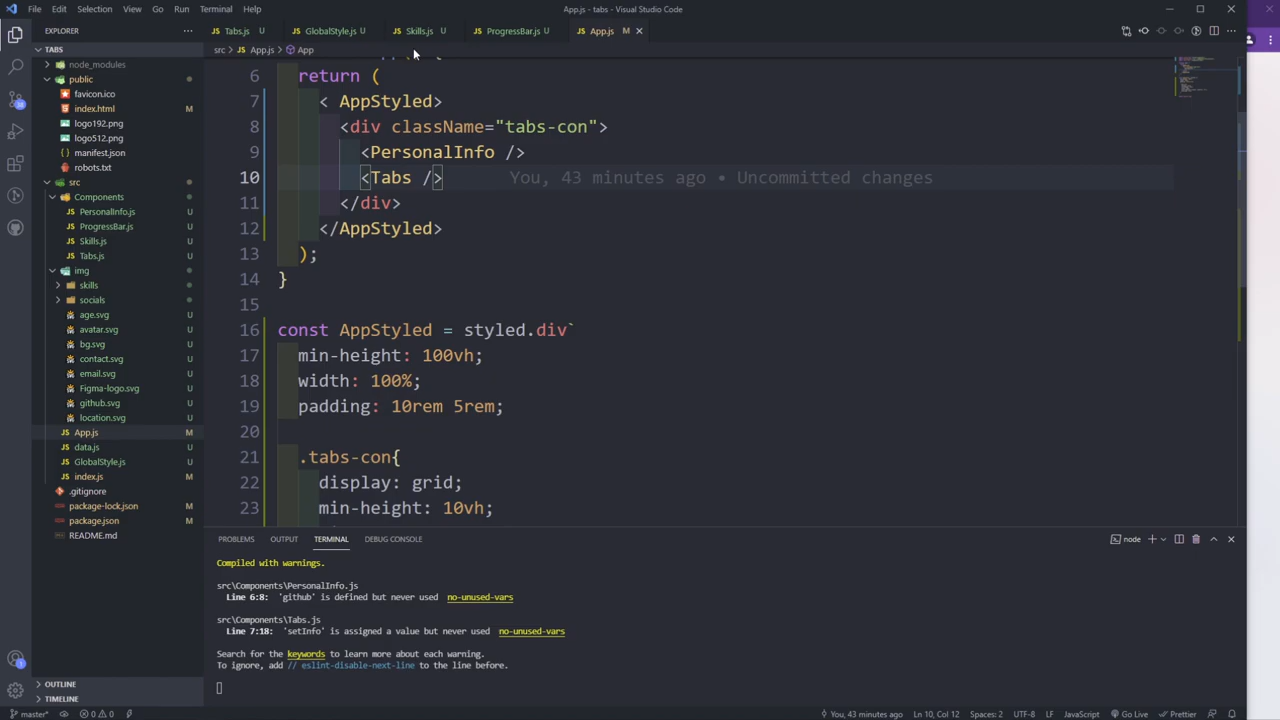 File Edit Selection View Go Run Terminal Help
App.js - tabs - Visual Studio Code
EXPLORER
Tabs.js U GlobalStyle.js U Skills.js U ProgressBar.js U App.js M
src > App.js > App
TABS
node_modules
public
favicon.ico
index.html M
logo192.png
logo512.png
manifest.json
robots.txt
src
Components
PersonalInfo.js U
ProgressBar.js U
Skills.js U
Tabs.js U
img
skills
socials
age.svg U
avatar.svg U
bg.svg U
contact.svg U
email.svg U
Figma-logo.svg U
github.svg U
location.svg U
App.js M
data.js U
GlobalStyle.js U
index.js M
.gitignore
package-lock.json M
package.json M
README.md
OUTLINE
TIMELINE
6 return (
7 < AppStyled>
8 <div className="tabs-con">
9 <PersonalInfo />
10 <Tabs /> You, 43 minutes ago • Uncommitted changes
11 </div>
12 </AppStyled>
13 );
14 }
15
16 const AppStyled = styled.div`
17 min-height: 100vh;
18 width: 100%;
19 padding: 10rem 5rem;
20
21 .tabs-con{
22 display: grid;
23 min-height: 10vh;
PROBLEMS OUTPUT TERMINAL DEBUG CONSOLE
node
Compiled with warnings.
src\Components\PersonalInfo.js
Line 6:8: 'github' is defined but never used no-unused-vars
src\Components\Tabs.js
Line 7:18: 'setInfo' is assigned a value but never used no-unused-vars
Search for the keywords to learn more about each warning.
To ignore, add // eslint-disable-next-line to the line before.
master* 0 0 You, 43 minutes ago Ln 10, Col 12 Spaces: 2 UTF-8 LF JavaScript Go Live Prettier